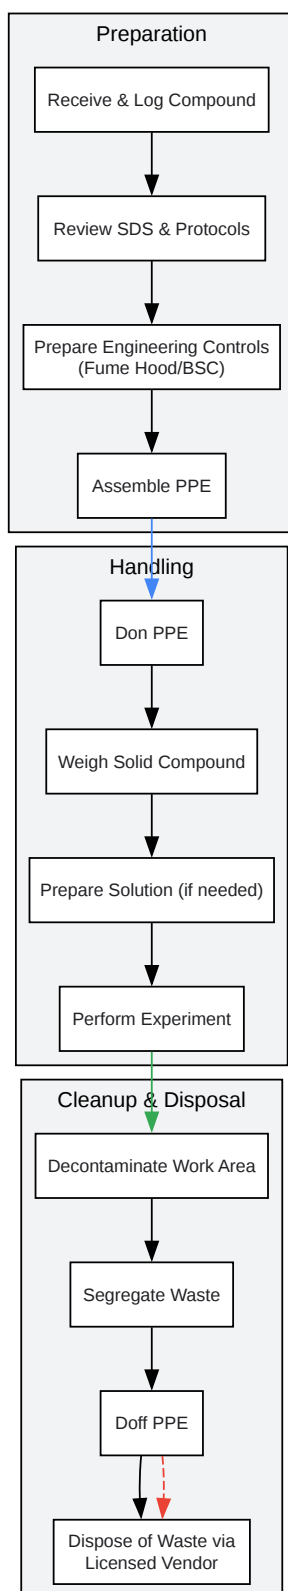 Preparation
Receive & Log Compound
Review SDS & Protocols
Prepare Engineering Controls
(Fume Hood/BSC)
Assemble PPE
Handling
Don PPE
Weigh Solid Compound
Prepare Solution (if needed)
Perform Experiment
Cleanup & Disposal
Decontaminate Work Area
Segregate Waste
Doff PPE
Dispose of Waste via
Licensed Vendor